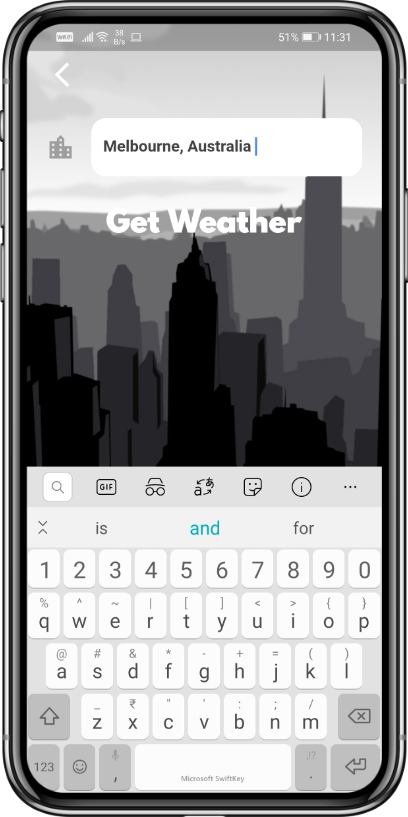 WiFi 38 B/s 51% 11:31
Melbourne, Australia
Get Weather
GIF
is and for
1 2 3 4 5 6 7 8 9 0
% ^ ~ | [ ] < > { }
q w e r t y u i o p
@ # & * - + = ( )
a s d f g h j k l
_ ₹ " ' : ; /
z x c v b n m
123 , Microsoft SwiftKey ,!? .